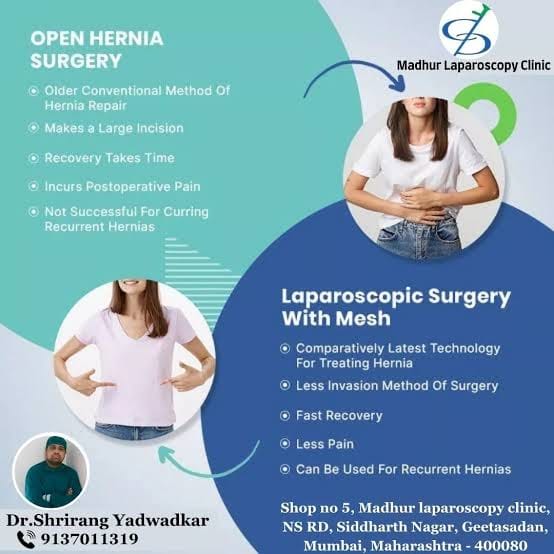 OPEN HERNIA
SURGERY
Older Conventional Method Of
Hernia Repair
Makes a Large Incision
Recovery Takes Time
Incurs Postoperative Pain
Not Successful For Curring
Recurrent Hernias
Madhur Laparoscopy Clinic
Laparoscopic Surgery
With Mesh
Comparatively Latest Technology
For Treating Hernia
Less Invasion Method Of Surgery
Fast Recovery
Less Pain
Can Be Used For Recurrent Hernias
Dr.Shrirang Yadwadkar
9137011319
Shop no 5, Madhur laparoscopy clinic,
NS RD, Siddharth Nagar, Geetasadan,
Mumbai, Maharashtra - 400080